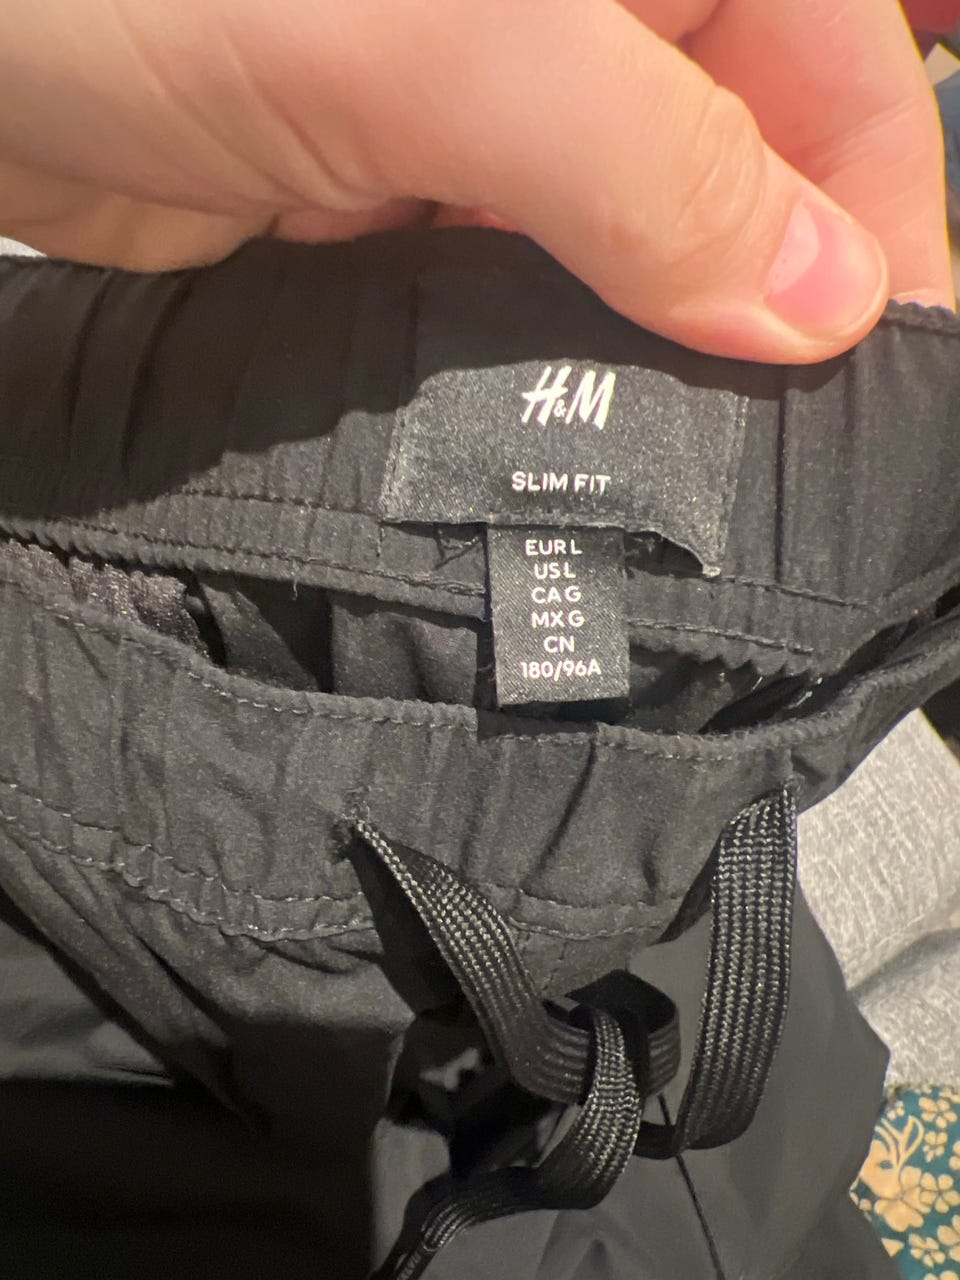 H&M
SLIM FIT
EUR L
US L
CA G
MX G
CN
180/96A